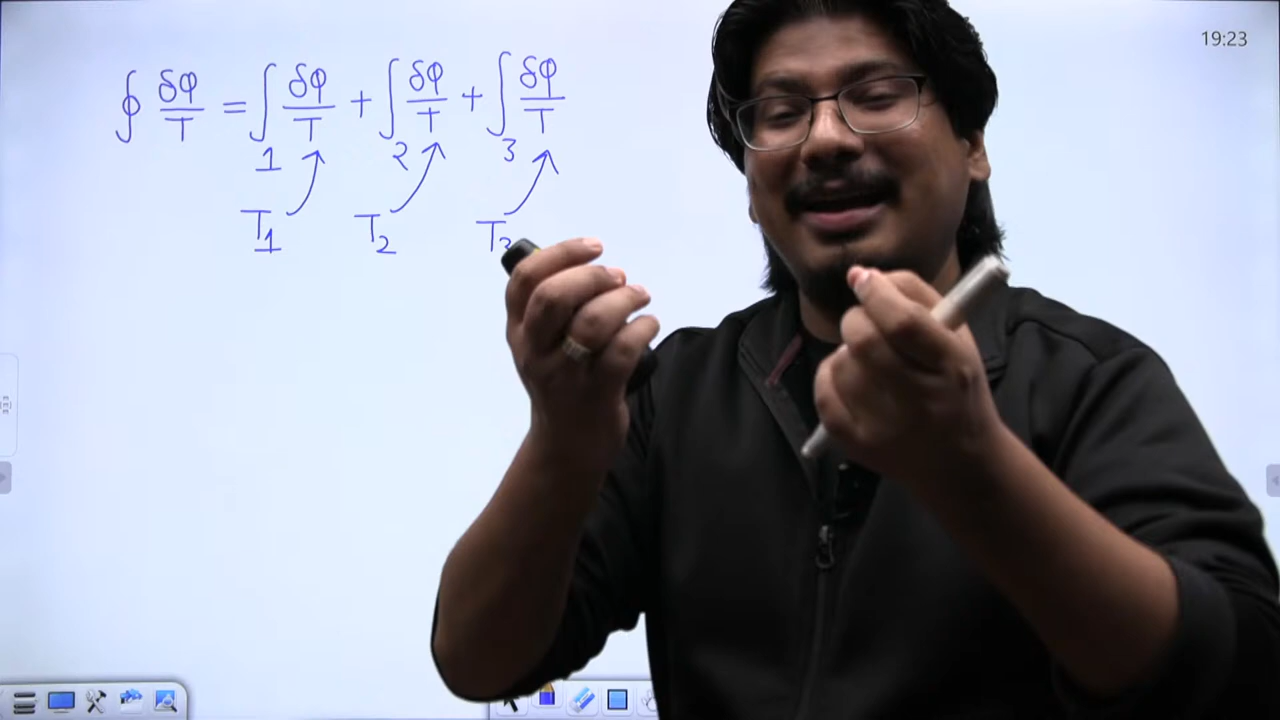 19:23
∮ δQ/T = ∫₁ δQ/T + ∫₂ δQ/T + ∫₃ δQ/T
T₁ T₂ T₃